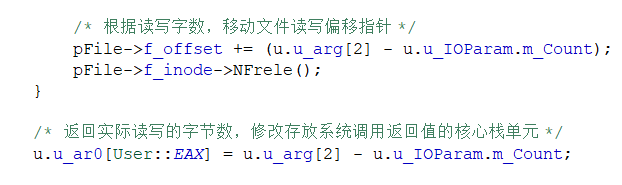 /* 根据读写字数，移动文件读写偏移指针 */
pFile->f_offset += (u.u_arg[2] - u.u_IOParam.m_Count);
pFile->f_inode->NFrele();
}
/* 返回实际读写的字节数，修改存放系统调用返回值的核心栈单元 */
u.u_ar0[User::EAX] = u.u_arg[2] - u.u_IOParam.m_Count;